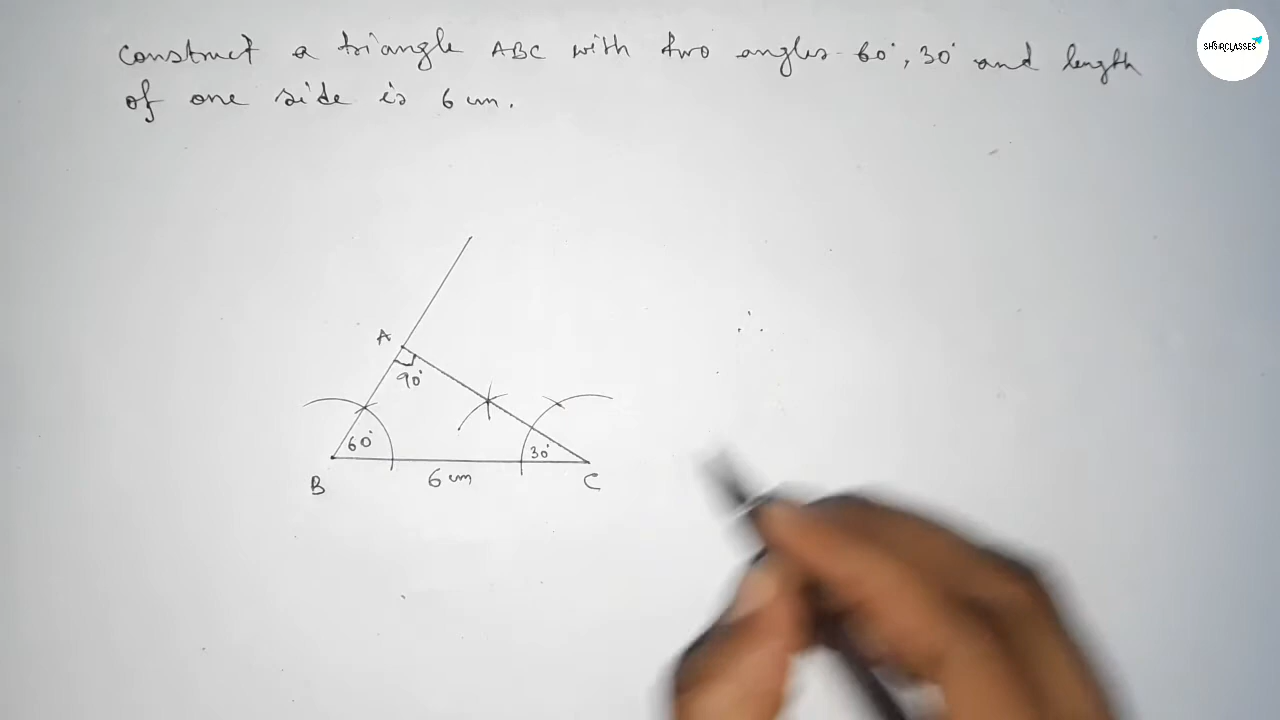 construct a triangle ABC with two angles 60°, 30° and length
of one side is 6 cm.
SHSIRCLASSES
A
90°
60°
30°
B
6 cm
C
∴